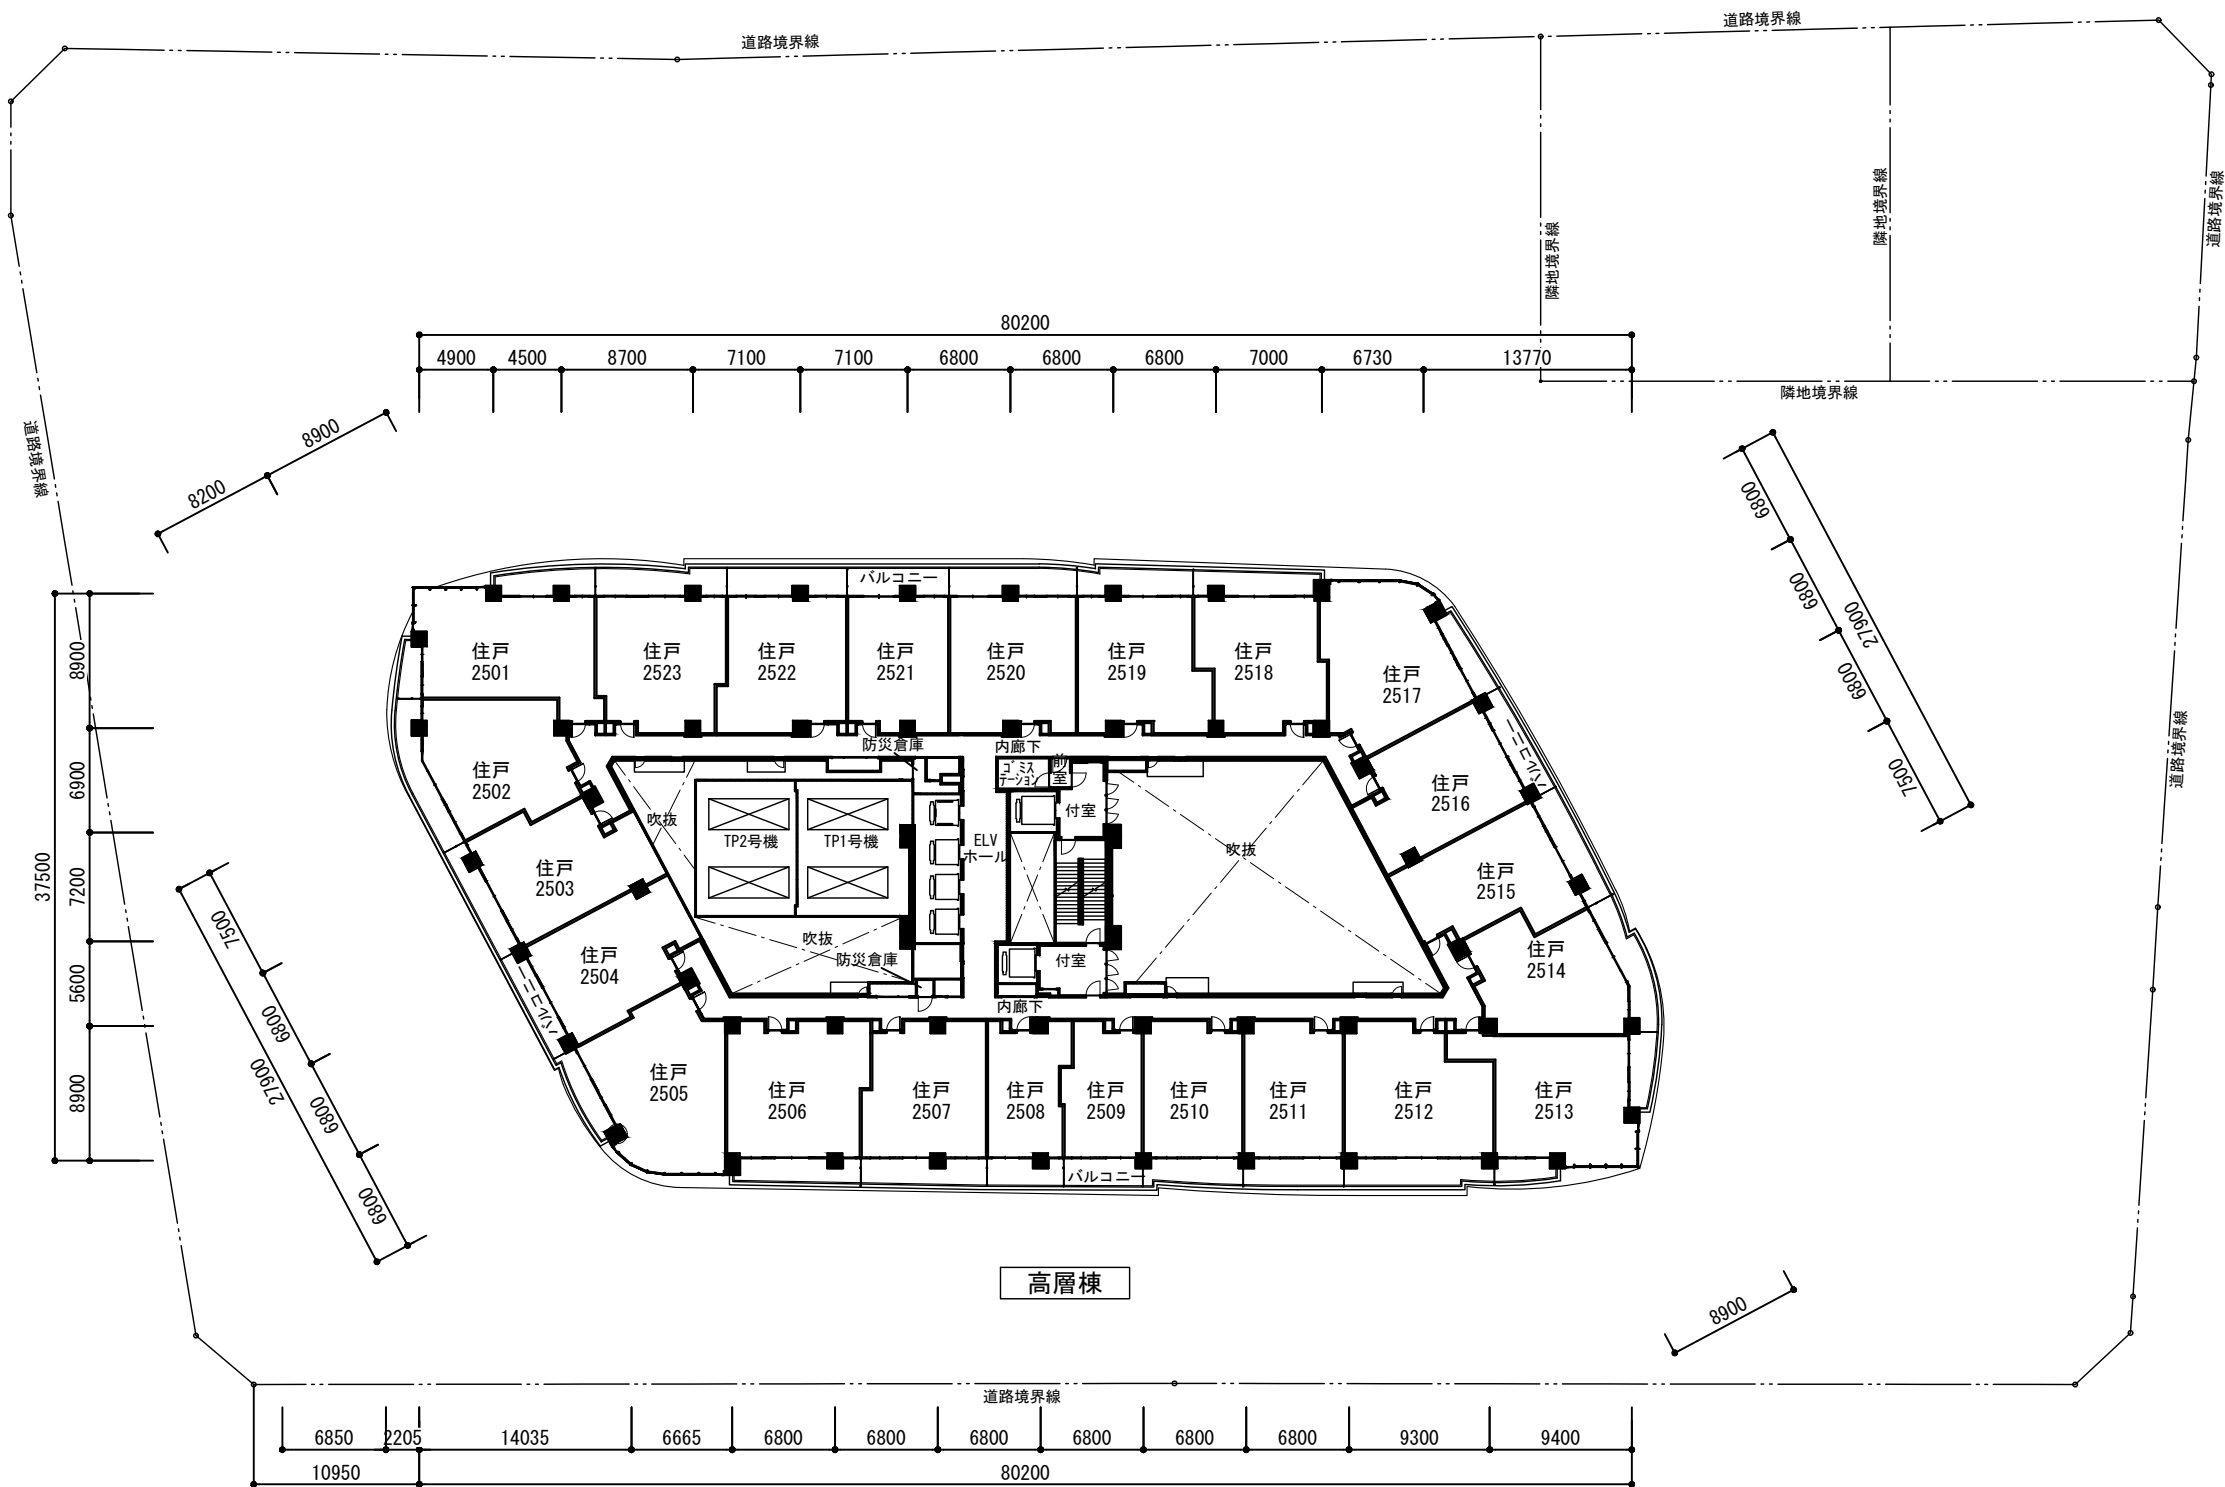 道路境界線
道路境界線
道路境界線
隣地境界線
隣地境界線
隣地境界線
道路境界線
80200
4900
4500
8700
7100
7100
6800
6800
6800
7000
6730
13770
8900
8200
6800
6800
6800
7500
27900
道路境界線
37500
8900
6900
7200
5600
8900
バルコニー
住戸
2501
住戸
2523
住戸
2522
住戸
2521
住戸
2520
住戸
2519
住戸
2518
住戸
2517
バルコニー
住戸
2502
防災倉庫
内廊下
ゴミス
テーション
前
室
付室
住戸
2516
吹抜
TP2号機
TP1号機
ELV
ホール
吹抜
住戸
2503
住戸
2515
吹抜
防災倉庫
付室
住戸
2504
バルコニー
住戸
2514
内廊下
住戸
2505
住戸
2506
住戸
2507
住戸
2508
住戸
2509
住戸
2510
住戸
2511
住戸
2512
住戸
2513
バルコニー
7500
6800
6800
6800
27900
道路境界線
高層棟
8900
道路境界線
6850
2205
14035
6665
6800
6800
6800
6800
6800
6800
9300
9400
10950
80200